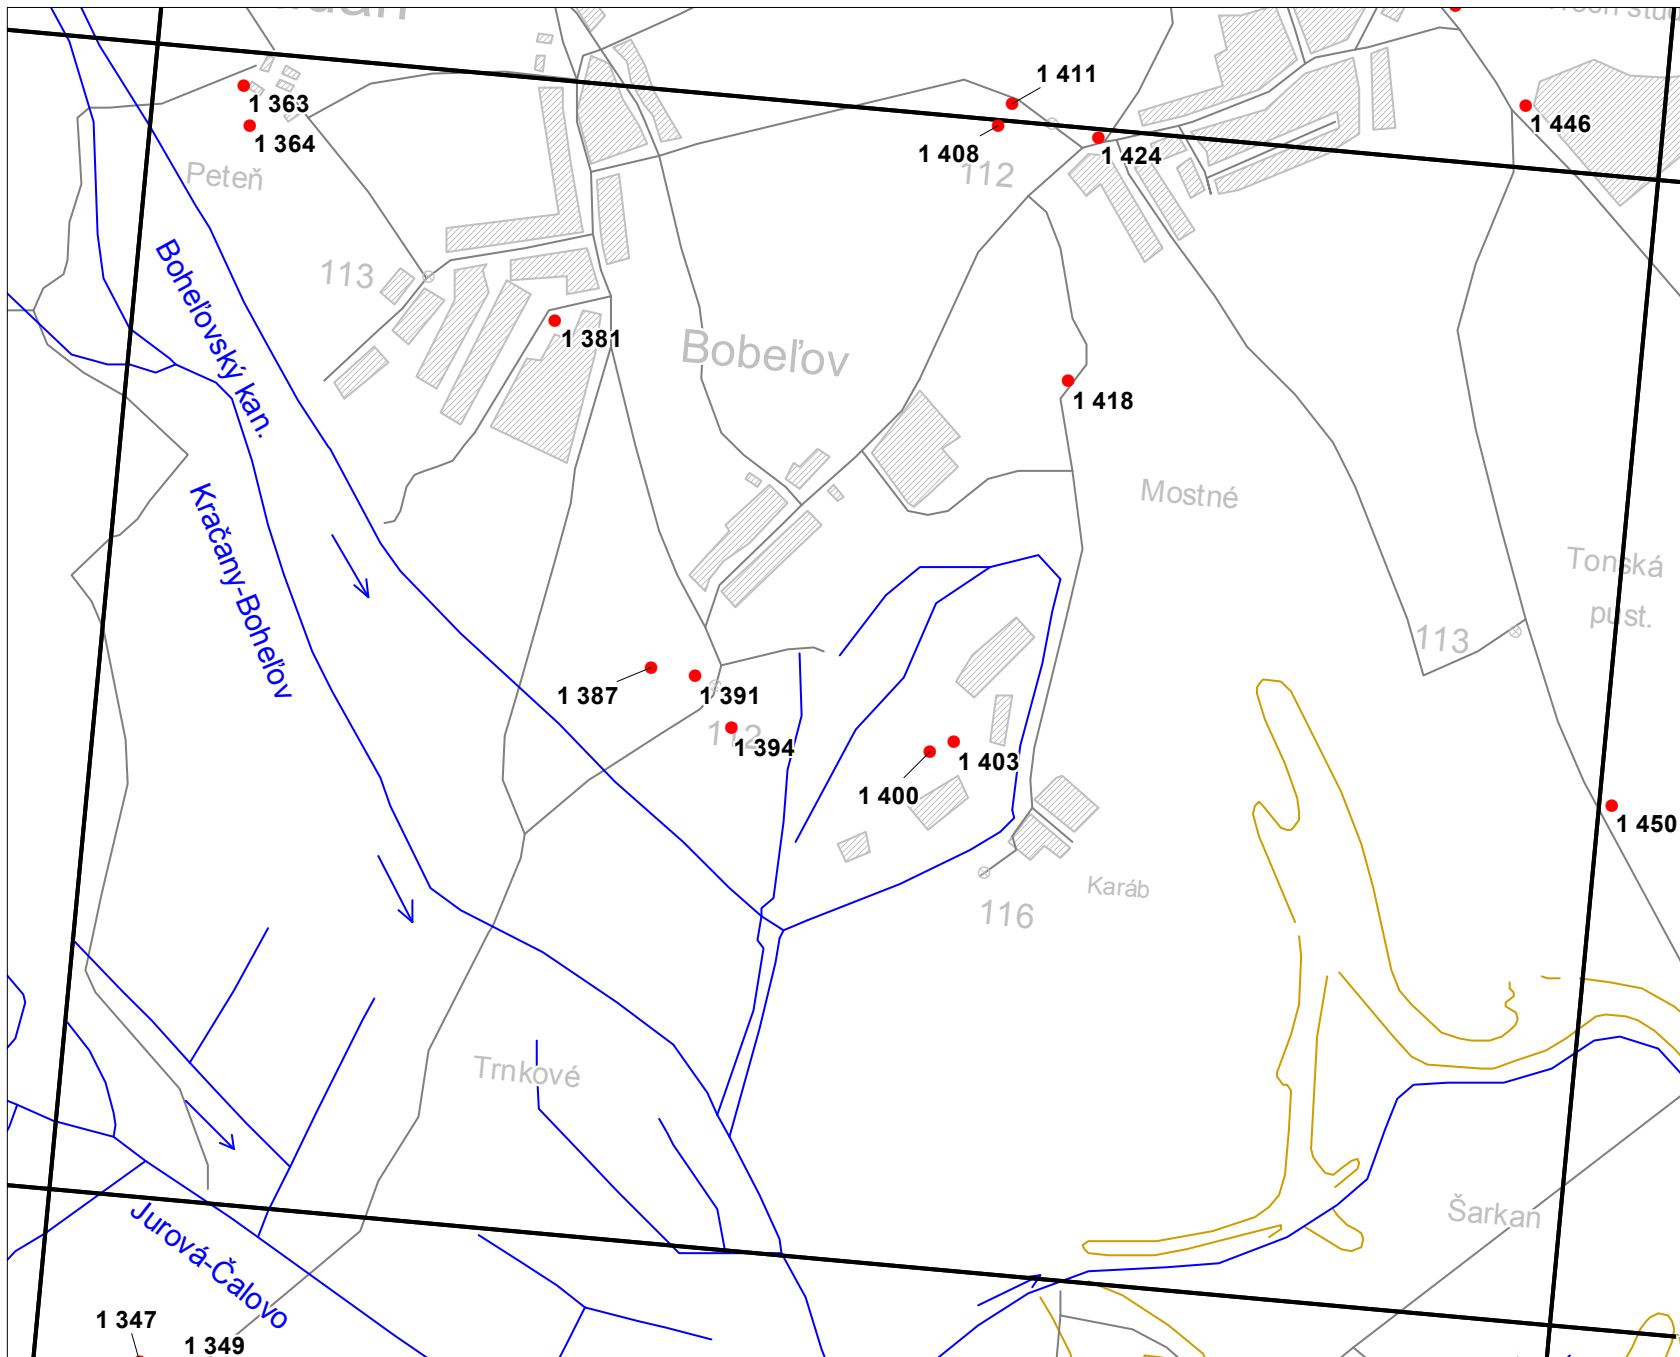 1 411
1 363
1 446
1 364
1 408
1 424
112
Peteň
113
Boheľovský kan.
1 381
Bobeľov
1 418
Kračany-Boheľov
Mostné
Tonská
pust.
113
1 387
1 391
112
1 394
1 403
1 400
1 450
Karáb
116
Trnkové
Šarkan
Jurová-Čalovo
1 347
1 349